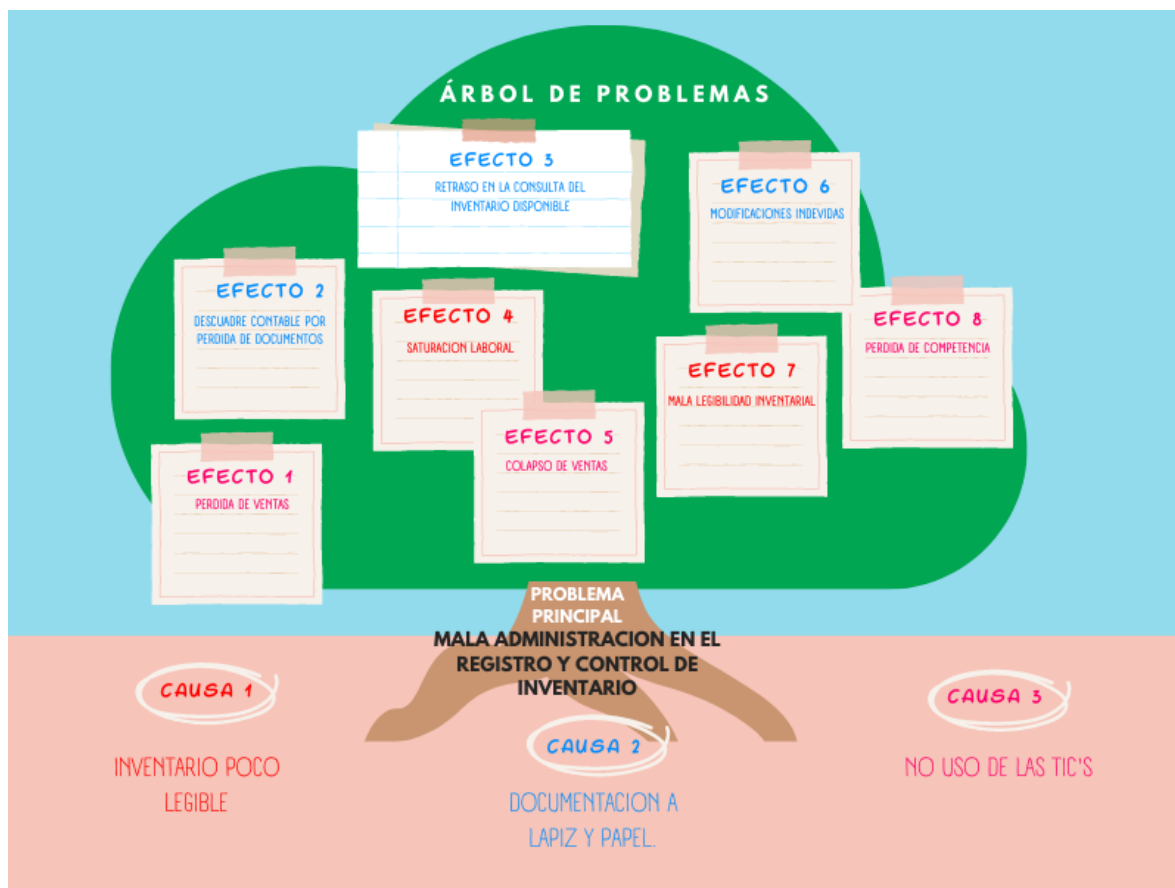 ÁRBOL DE PROBLEMAS
EFECTO 3
RETRASO EN LA CONSULTA DEL
INVENTARIO DISPONIBLE
EFECTO 6
MODIFICACIONES INDEVIDAS
EFECTO 2
DESCUADRE CONTABLE POR
PERDIDA DE DOCUMENTOS
EFECTO 4
SATURACION LABORAL
EFECTO 8
PERDIDA DE COMPETENCIA
EFECTO 7
MALA LEGIBILIDAD INVENTARIAL
EFECTO 5
COLAPSO DE VENTAS
EFECTO 1
PERDIDA DE VENTAS
PROBLEMA
PRINCIPAL
MALA ADMINISTRACION EN EL
REGISTRO Y CONTROL DE
INVENTARIO
CAUSA 1
INVENTARIO POCO
LEGIBLE
CAUSA 2
DOCUMENTACION A
LAPIZ Y PAPEL.
CAUSA 3
NO USO DE LAS TIC'S